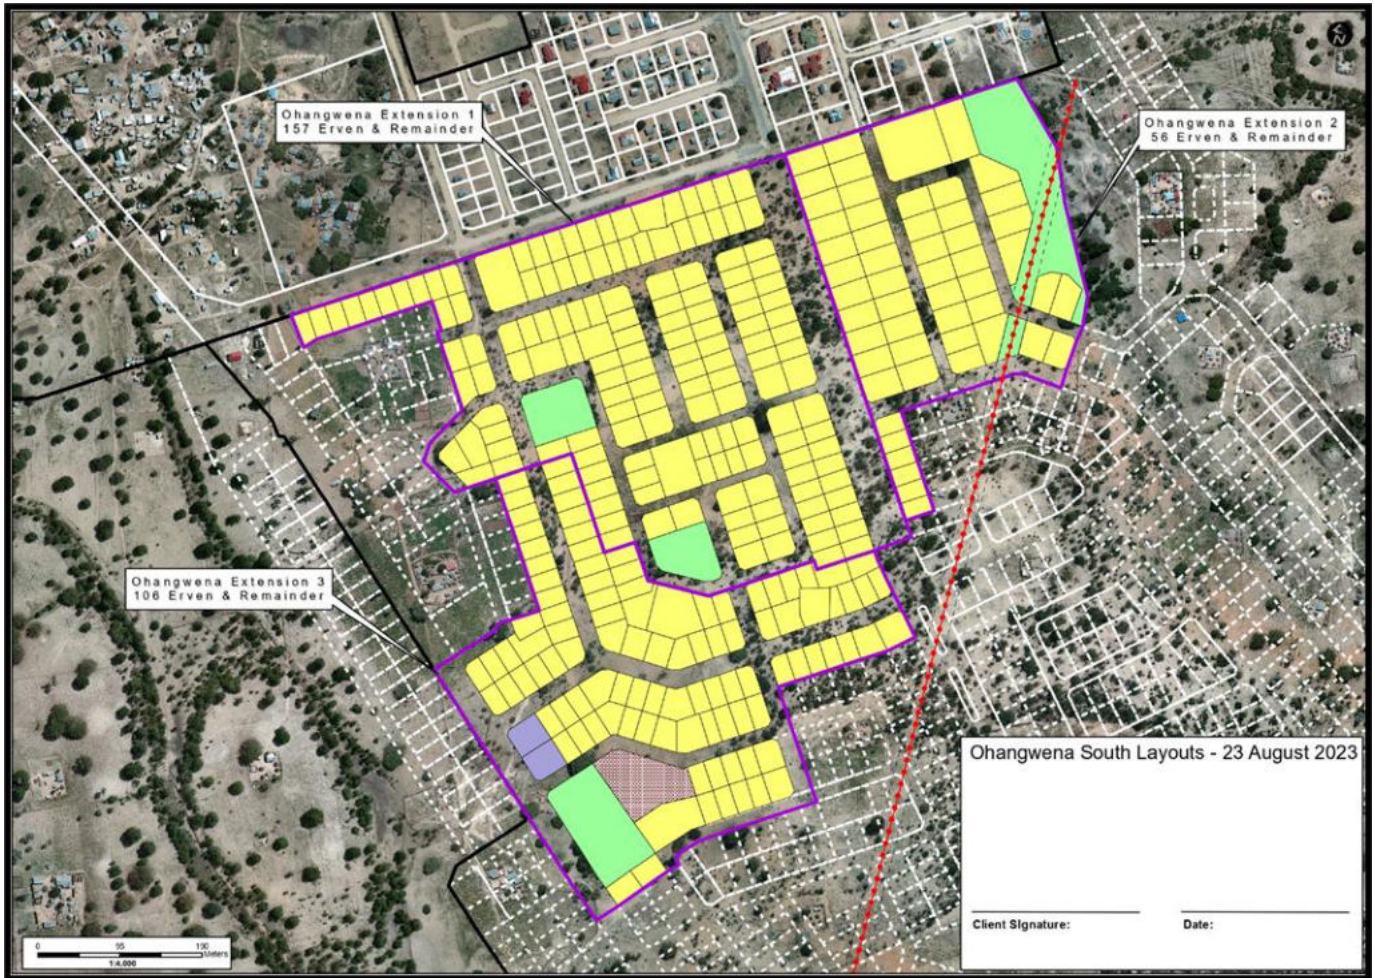 N
Ohangwena Extension 1
157 Erven & Remainder
Ohangwena Extension 2
56 Erven & Remainder
Ohangwena Extension 3
106 Erven & Remainder
Ohangwena South Layouts - 23 August 2023
Client Signature:
Date:
0 95 190
Meters
1:4,000